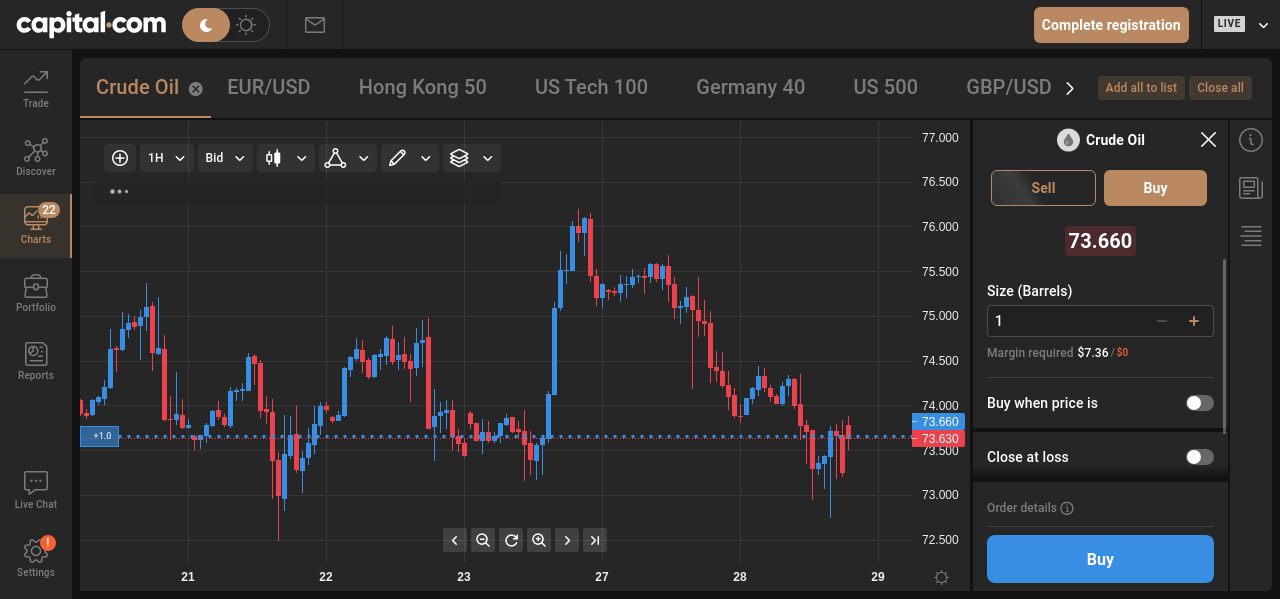 capital.com
Complete registration
LIVE
Trade
Discover
22
Charts
Portfolio
Reports
Live Chat
!
Settings
Crude Oil
EUR/USD
Hong Kong 50
US Tech 100
Germany 40
US 500
GBP/USD
Add all to list
Close all
1H
Bid
+1.0
77.000
76.500
76.000
75.500
75.000
74.500
74.000
73.660
73.630
73.500
73.000
72.500
21
22
23
27
28
29
Crude Oil
Sell
Buy
73.660
Size (Barrels)
1
Margin required $7.36 / $0
Buy when price is
Close at loss
Order details
Buy